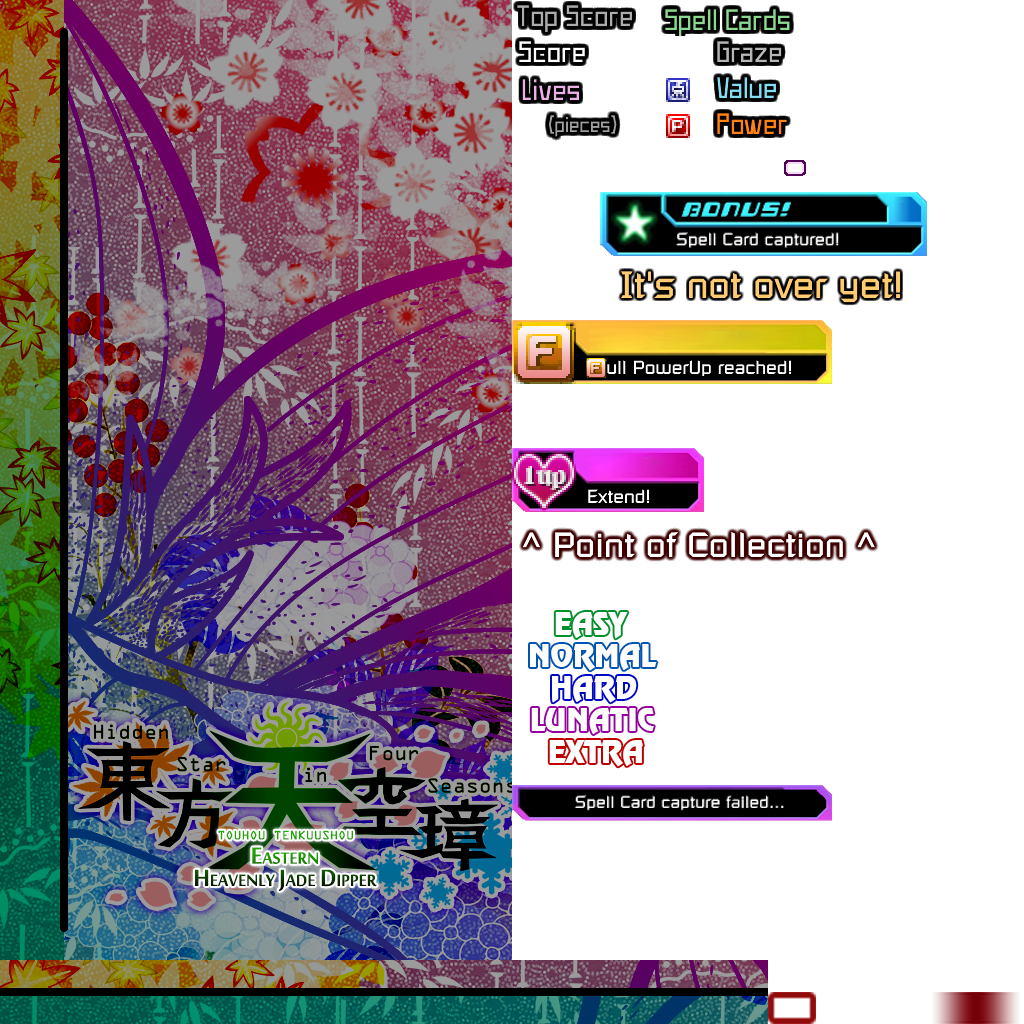 Top Score
Spell Cards
Score
Graze
Lives
Value
(pieces)
P
Power
BONUS!
Spell Card captured!
It's not over yet!
F
Full PowerUp reached!
1up
Extend!
^ Point of Collection ^
EASY
NORMAL
HARD
LUNATIC
EXTRA
Spell Card capture failed...
Hidden
Star
in
Four
Seasons
東方天空璋
TOUHOU TENKUUSHOU
EASTERN
HEAVENLY JADE DIPPER